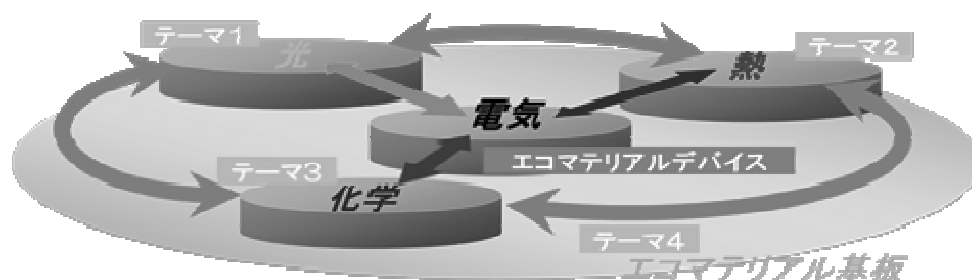 テーマ1
光
テーマ2
熱
電気
エコマテリアルデバイス
テーマ3
化学
テーマ4
エコマテリアル基板